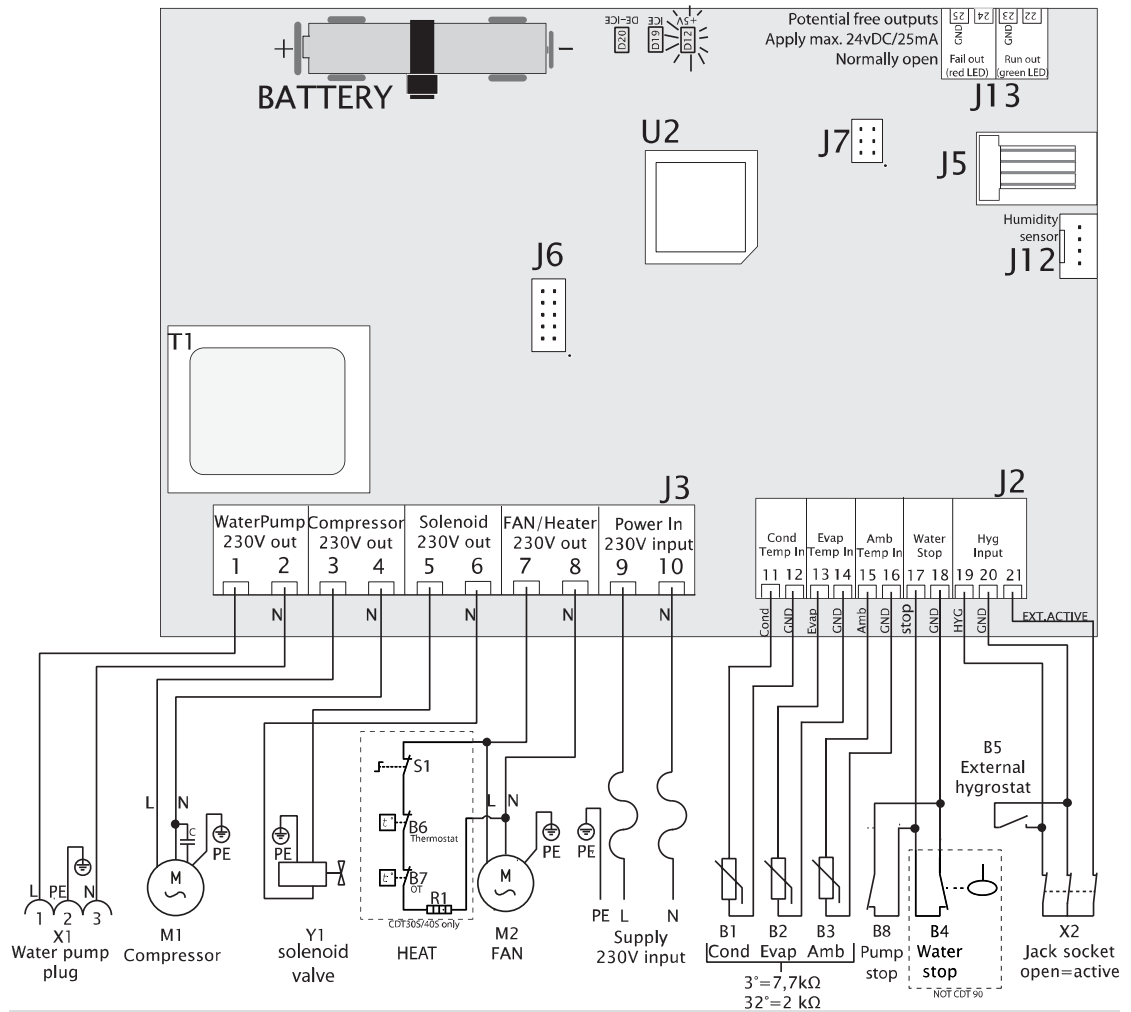 +
−
BATTERY
DE-ICE
ICE
+5V
D20
D19
D12
Potential free outputs
Apply max. 24vDC/25mA
Normally open
25
24
23
22
GND
GND
Fail out
(red LED)
Run out
(green LED)
J13
U2
J7
J5
Humidity
sensor
J12
J6
T1
J3
J2
WaterPump
230V out
Compressor
230V out
Solenoid
230V out
FAN/Heater
230V out
Power In
230V input
1
2
3
4
5
6
7
8
9
10
Cond
Temp In
Evap
Temp In
Amb
Temp In
Water
Stop
Hyg
Input
11
12
13
14
15
16
17
18
19
20
21
N
N
N
N
N
Cond
GND
Evap
GND
Amb
GND
stop
GND
HYG
GND
EXT.ACTIVE
S1
B6
Thermostat
B7
OT
R1
t°
t°
CDT30S/40S only
HEAT
L
N
C
PE
M
~
M1
Compressor
PE
Y1
solenoid
valve
L
N
M
~
PE
M2
FAN
PE
PE
L
N
Supply
230V input
L
PE
N
1
2
3
X1
Water pump
plug
B5
External
hygrostat
B1
Cond
B2
Evap
B3
Amb
3°=7,7kΩ
32°=2 kΩ
B8
Pump
stop
B4
Water
stop
NOT CDT 90
X2
Jack socket
open=active